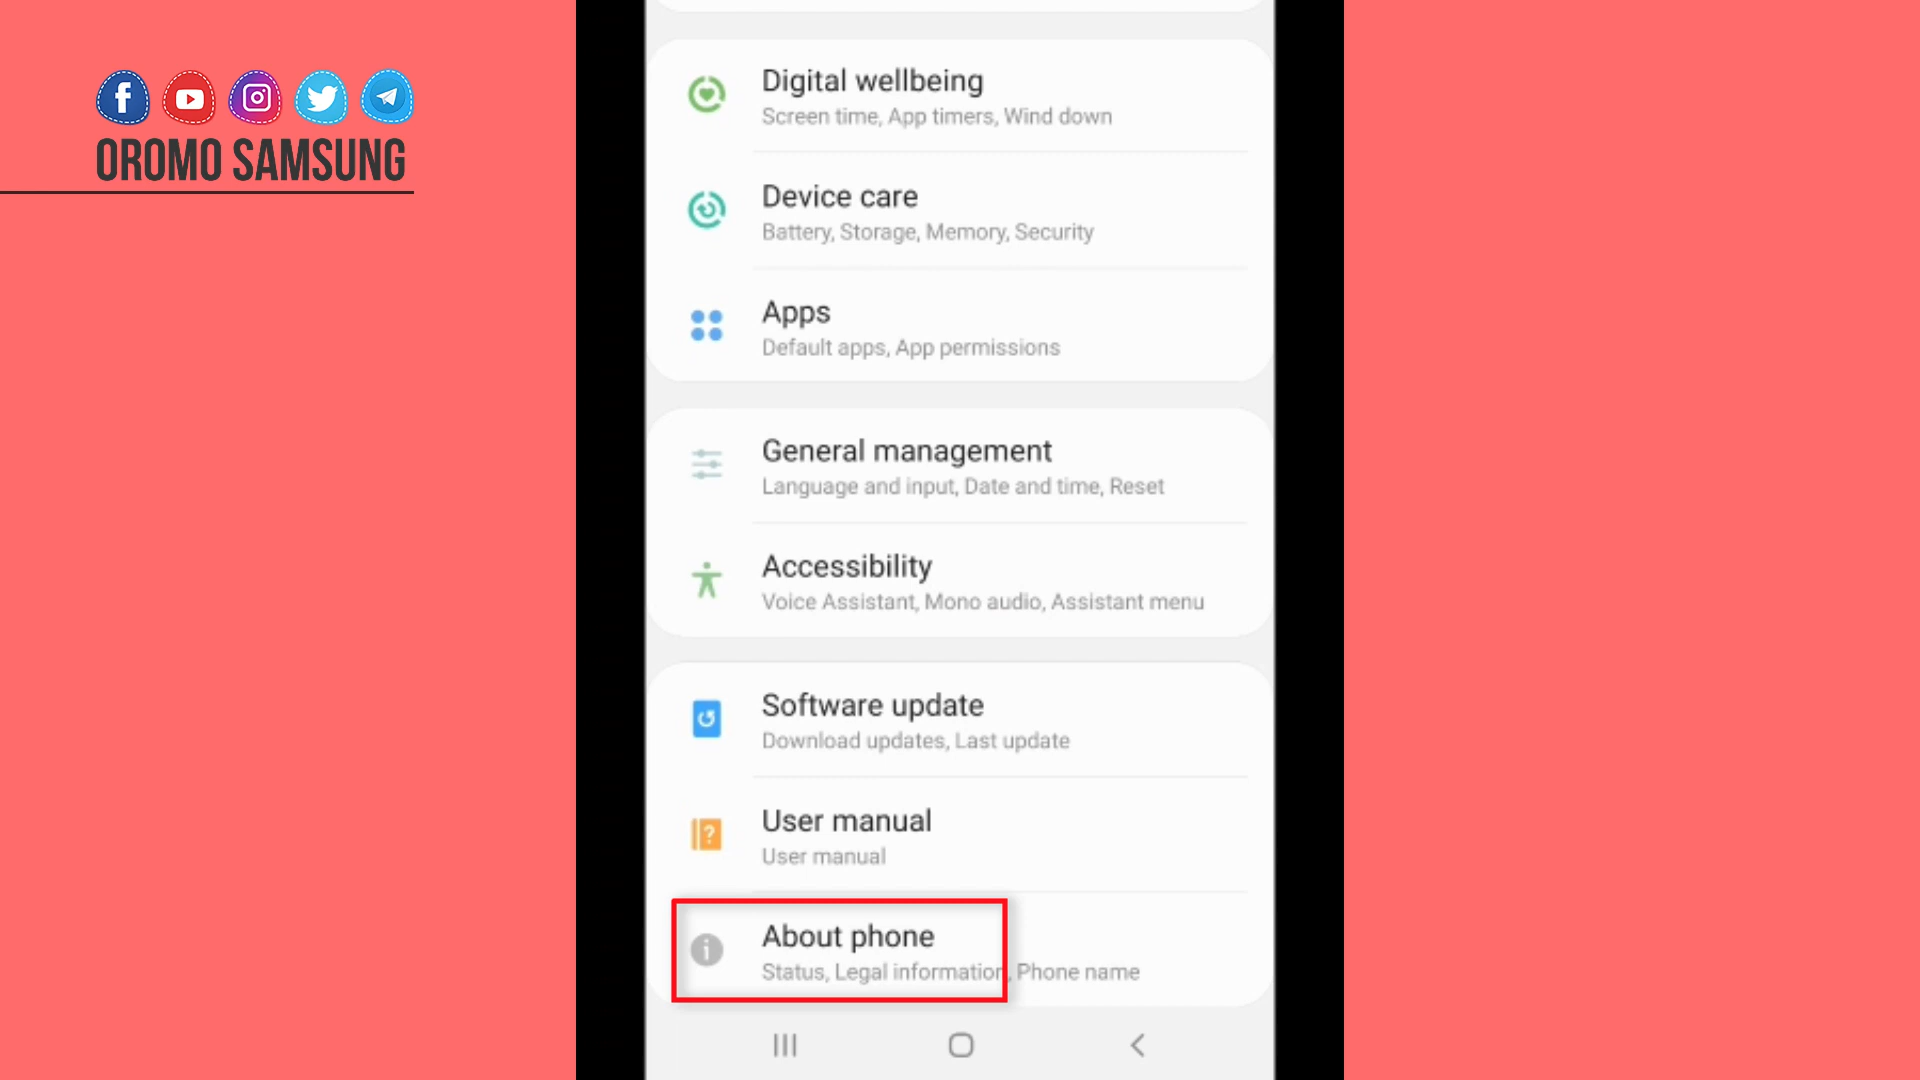 OROMO SAMSUNG
Digital wellbeing
Screen time, App timers, Wind down
Device care
Battery, Storage, Memory, Security
Apps
Default apps, App permissions
General management
Language and input, Date and time, Reset
Accessibility
Voice Assistant, Mono audio, Assistant menu
Software update
Download updates, Last update
User manual
User manual
About phone
Status, Legal information, Phone name